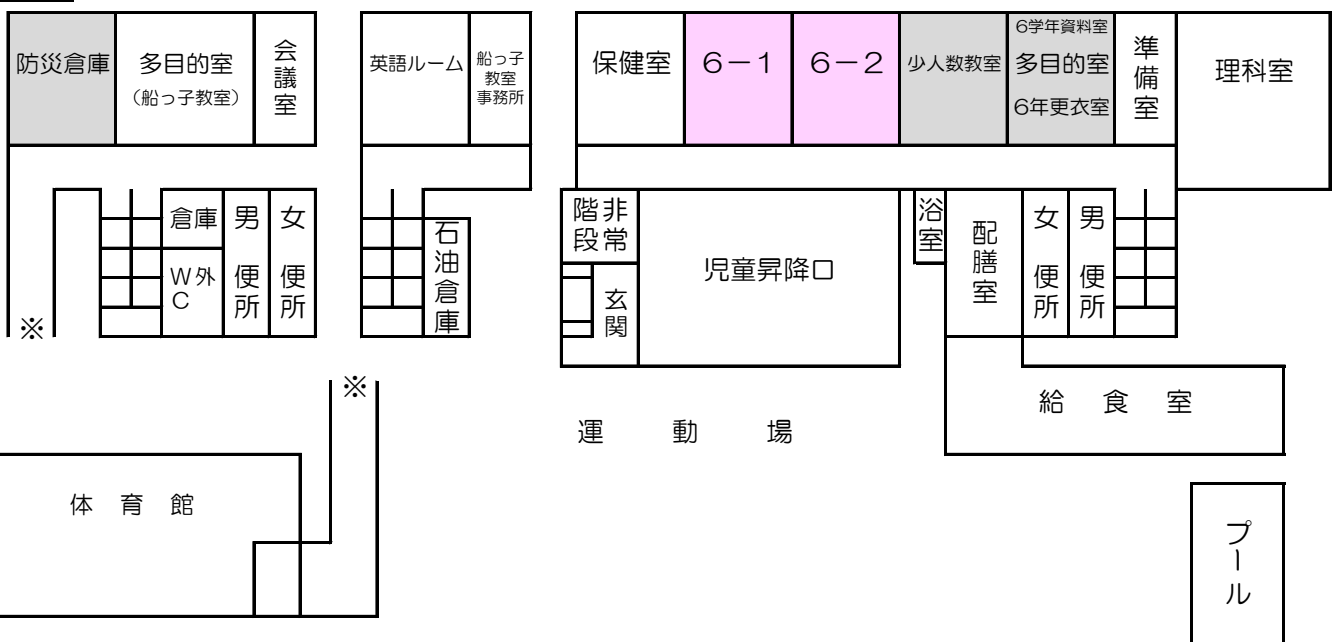 防災倉庫
多目的室
（船っ子教室）
会議室
英語ルーム
船っ子
教室
事務所
保健室
６－１
６－２
少人数教室
６学年資料室
多目的室
６年更衣室
準備室
理科室
倉庫
W外
C
男便所
女便所
石油倉庫
非常
階段
玄関
児童昇降口
浴室
配膳室
女便所
男便所
※
※
給食室
運動場
体育館
プール